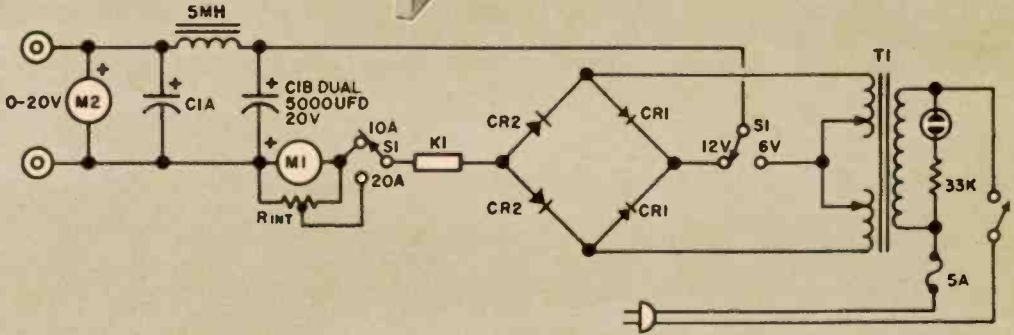 5MH
T1
0-20V
+
M2
+
C1A
+
C1B DUAL
5000UFD
20V
10A
S1
K1
CR2
CR1
S1
12V
6V
+
M1
20A
RINT
CR2
CR1
33K
5A